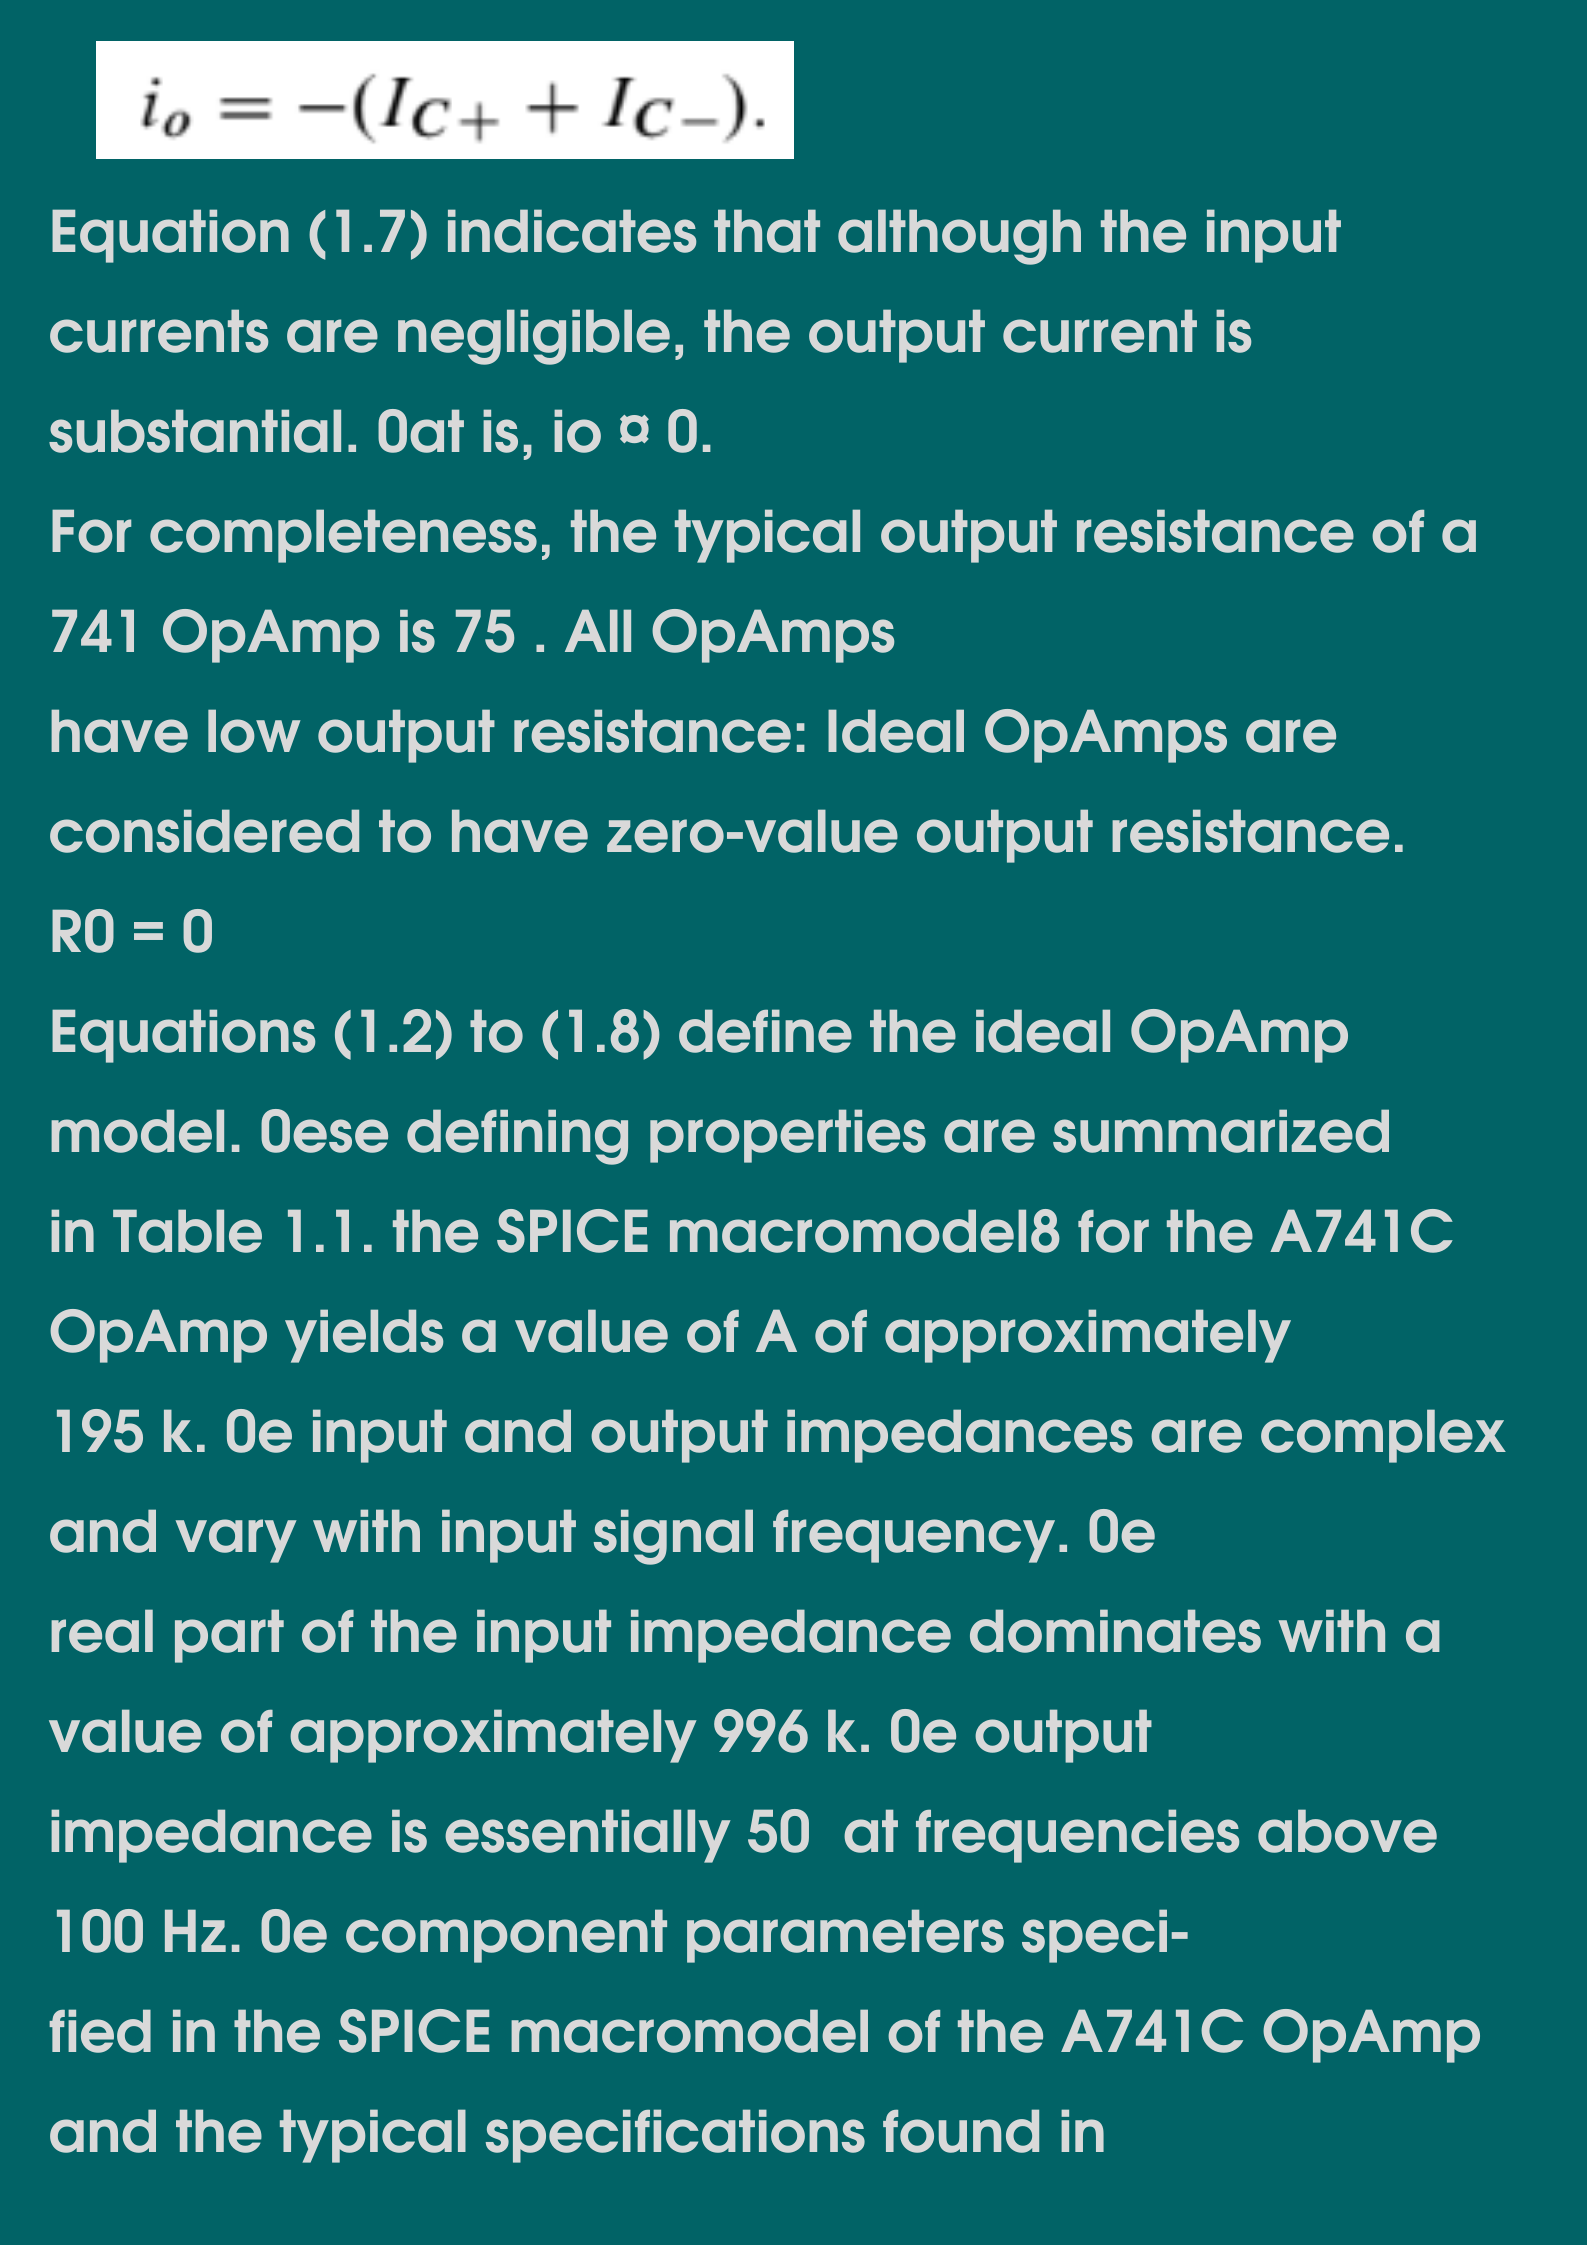 i_o = −(I_{C+} + I_{C−}).
Equation (1.7) indicates that although the input
currents are negligible, the output current is
substantial. 0at is, io ¤ 0.
For completeness, the typical output resistance of a
741 OpAmp is 75 . All OpAmps
have low output resistance: Ideal OpAmps are
considered to have zero-value output resistance.
R0 = 0
Equations (1.2) to (1.8) define the ideal OpAmp
model. 0ese defining properties are summarized
in Table 1.1. the SPICE macromodel8 for the A741C
OpAmp yields a value of A of approximately
195 k. 0e input and output impedances are complex
and vary with input signal frequency. 0e
real part of the input impedance dominates with a
value of approximately 996 k. 0e output
impedance is essentially 50  at frequencies above
100 Hz. 0e component parameters speci-
fied in the SPICE macromodel of the A741C OpAmp
and the typical specifications found in